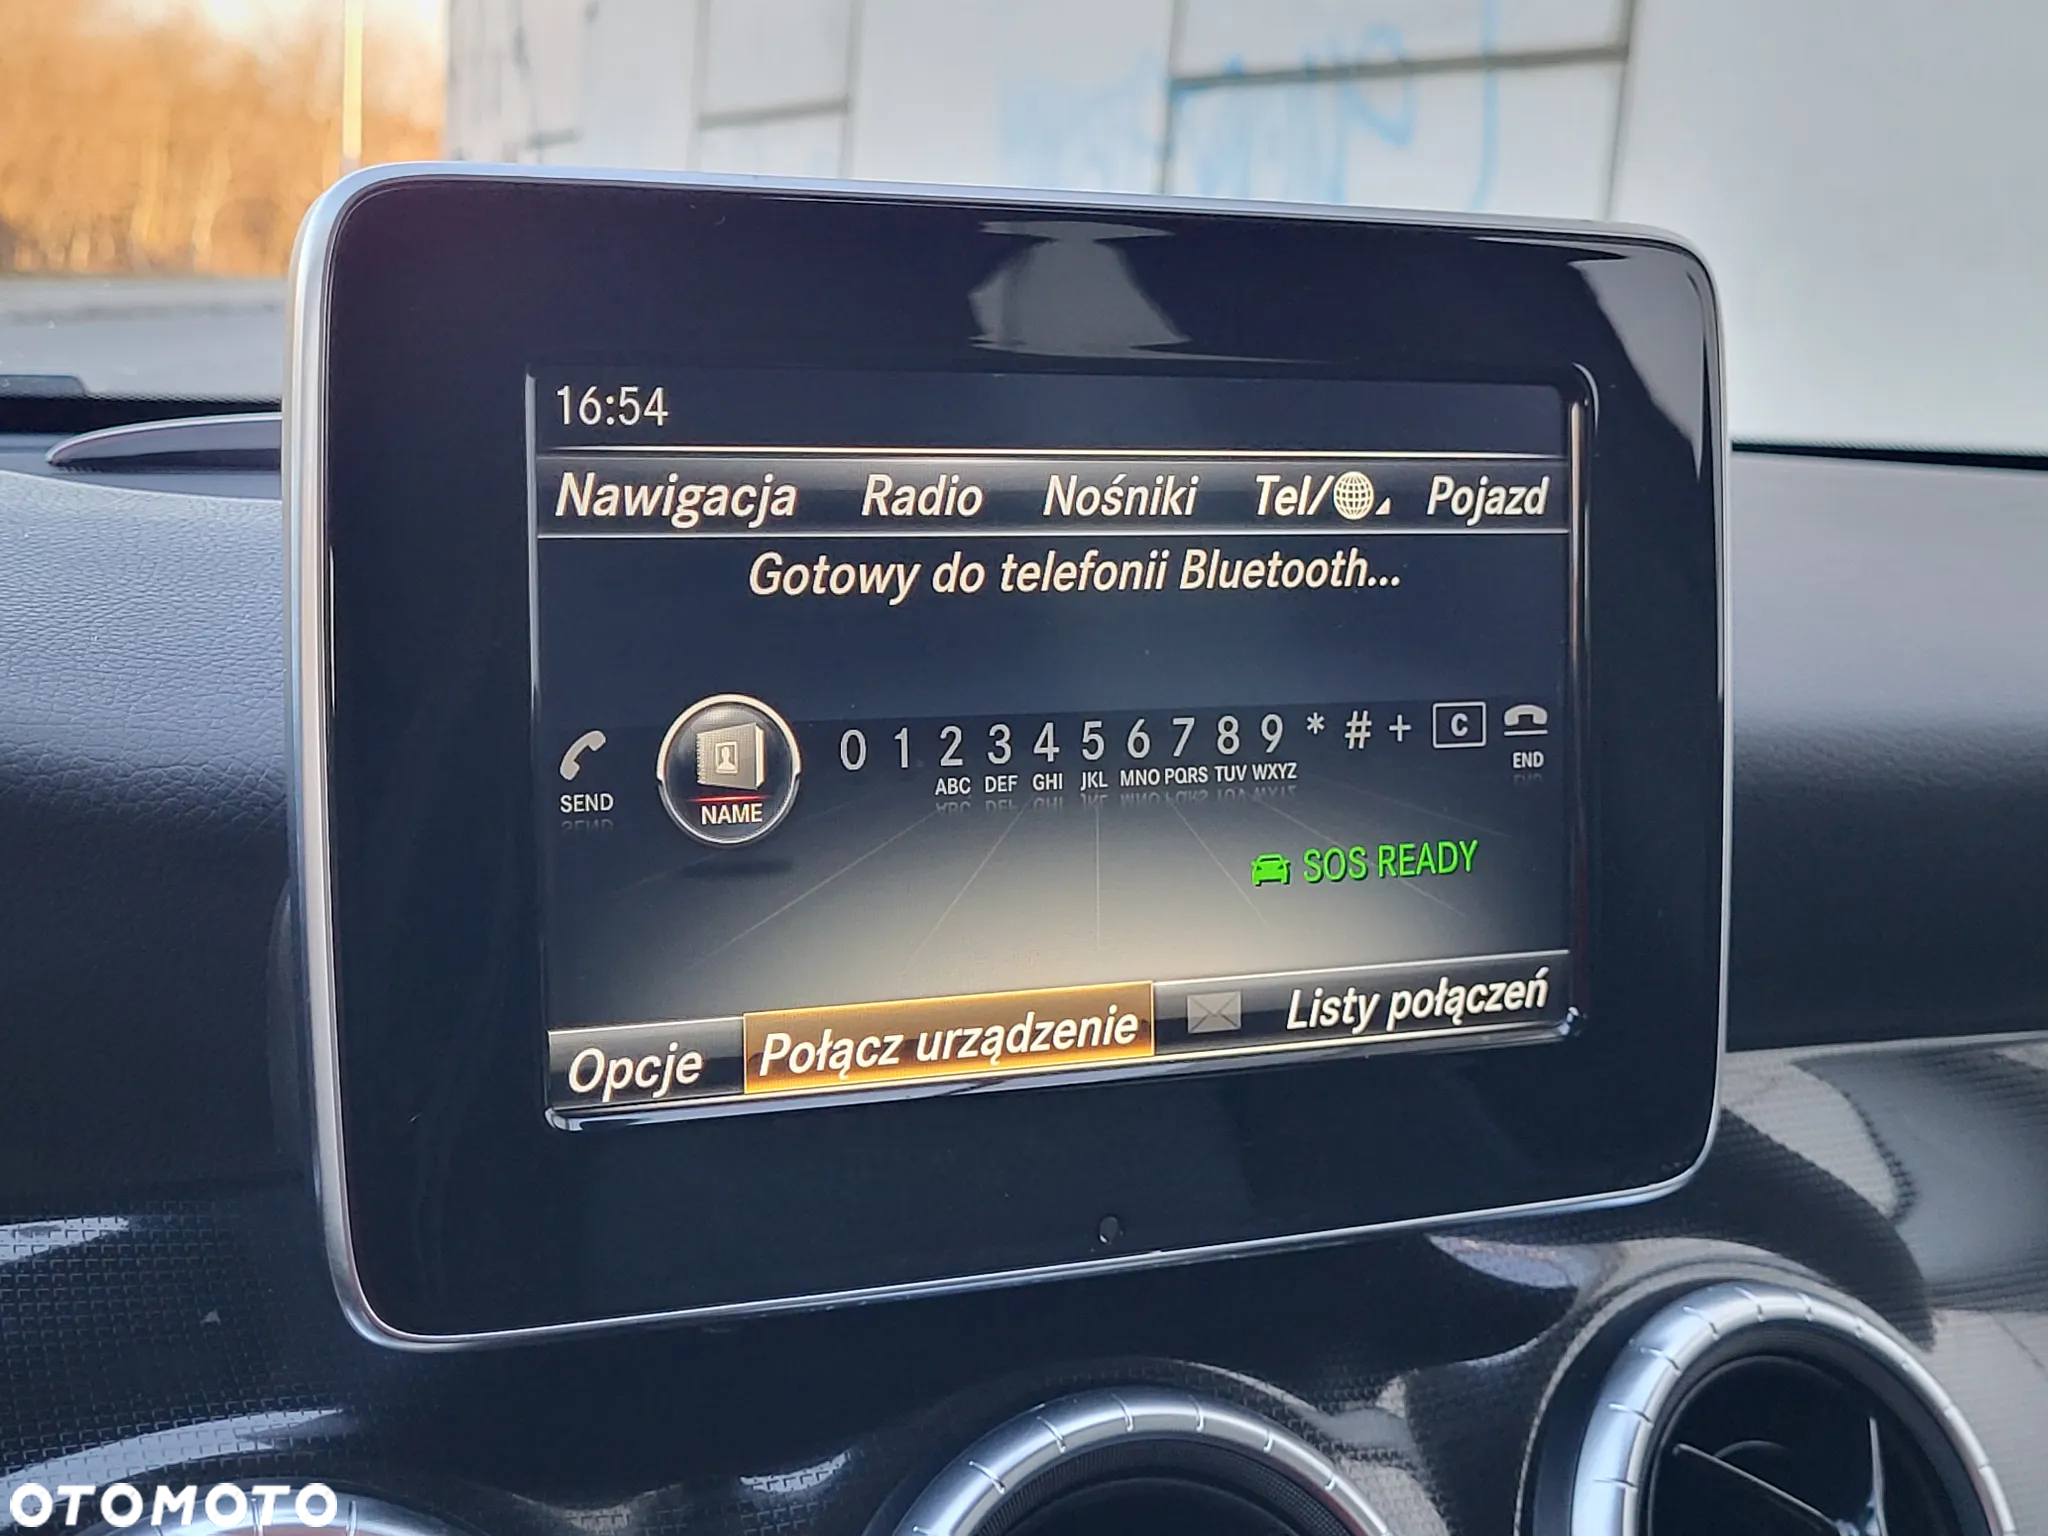 16:54
Nawigacja Radio Nośniki Tel/ Pojazd
Gotowy do telefonii Bluetooth...
0 1 2 3 4 5 6 7 8 9 * # + C
ABC DEF GHI JKL MNO PQRS TUV WXYZ
SEND NAME END
SOS READY
Opcje Połącz urządzenie Listy połączeń
OTOMOTO